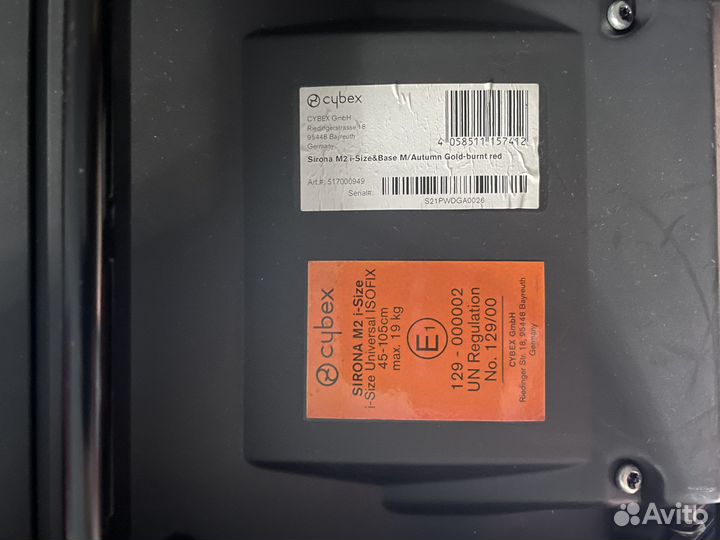 cybex
CYBEX GmbH
Riedingerstrasse 18
95448 Bayreuth
Germany
4 058511 157412
Sirona M2 i-Size&Base M/Autumn Gold-burnt red
Art.#: 517000949
Serial#:
S21PWDGA0026
cybex
SIRONA M2 i-Size
i-Size Universal ISOFIX
45-105cm
max. 19 kg
E1
129 - 000002
UN Regulation
No. 129/00
CYBEX GmbH
Riedinger Str. 18, 95448 Bayreuth
Germany
Avito